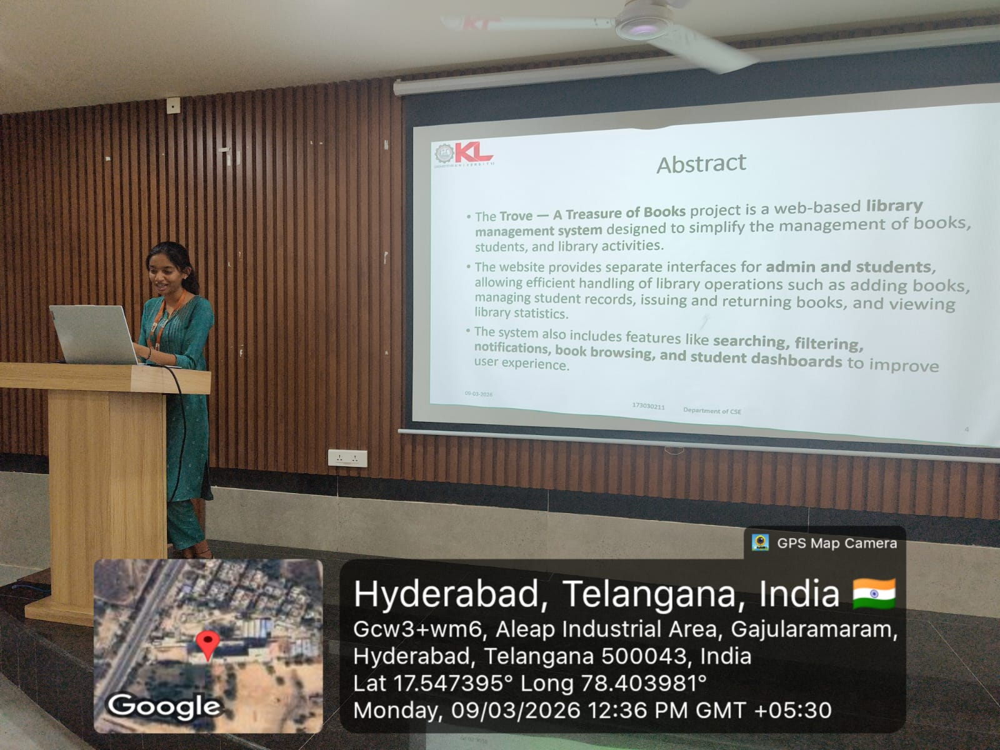 KL
Abstract
• The Trove — A Treasure of Books project is a web-based library
management system designed to simplify the management of books,
students, and library activities.
• The website provides separate interfaces for admin and students,
allowing efficient handling of library operations such as adding books,
managing student records, issuing and returning books, and viewing
library statistics.
• The system also includes features like searching, filtering,
notifications, book browsing, and student dashboards to improve
user experience.
09-03-2026
173030211 Department of CSE
4
GPS Map Camera
Hyderabad, Telangana, India
Gcw3+wm6, Aleap Industrial Area, Gajularamaram,
Hyderabad, Telangana 500043, India
Lat 17.547395° Long 78.403981°
Monday, 09/03/2026 12:36 PM GMT +05:30
Google